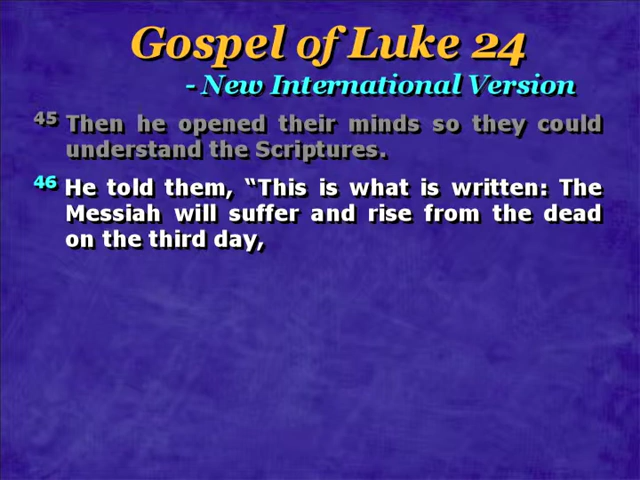 Gospel of Luke 24
- New International Version
45 Then he opened their minds so they could
understand the Scriptures.
46 He told them, “This is what is written: The
Messiah will suffer and rise from the dead
on the third day,